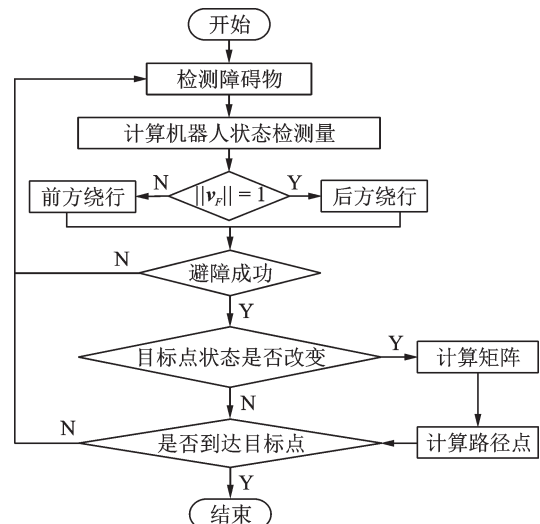 开始
检测障碍物
计算机器人状态检测量
N
||v_F|| = 1
Y
前方绕行
后方绕行
N
避障成功
Y
目标点状态是否改变
Y
计算矩阵
N
N
是否到达目标点
计算路径点
Y
结束